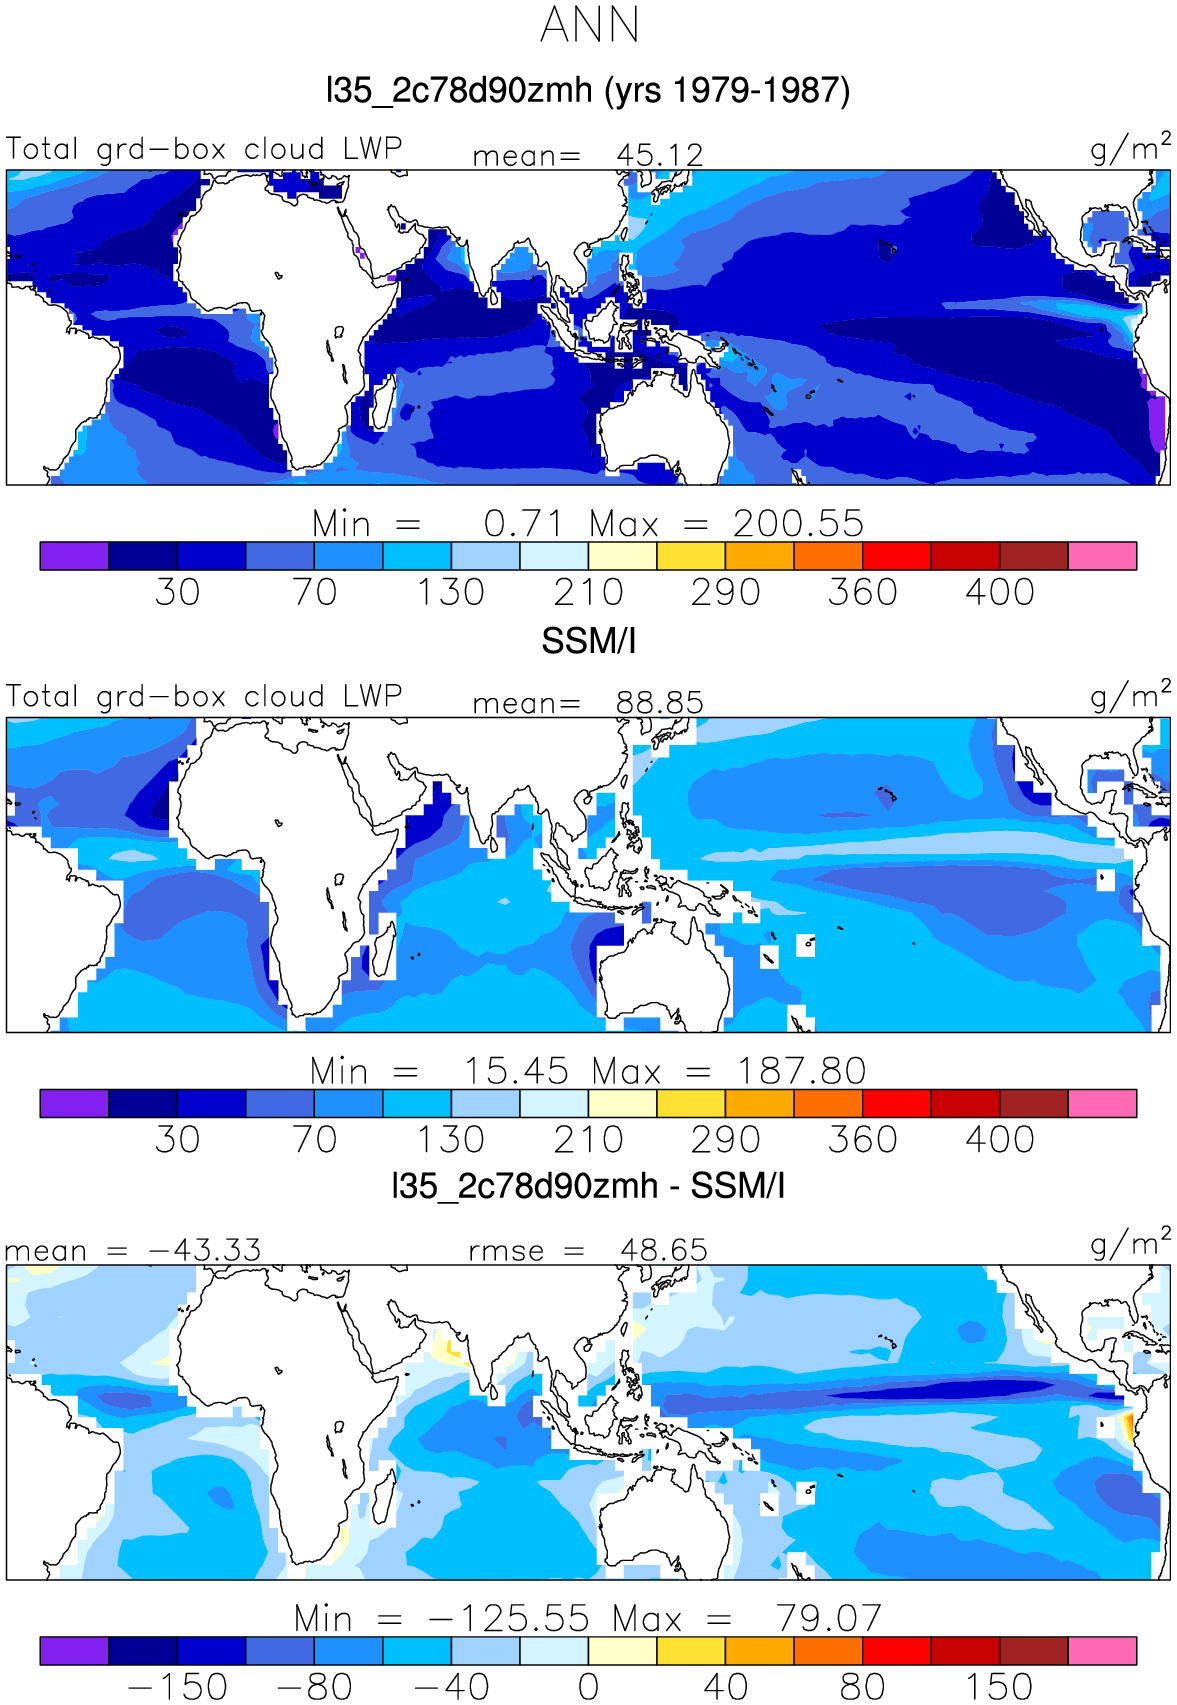 ANN
l35_2c78d90zmh (yrs 1979-1987)
Total grd-box cloud LWP mean= 45.12 g/m²
Min = 0.71 Max = 200.55
30 70 130 210 290 360 400
SSM/I
Total grd-box cloud LWP mean= 88.85 g/m²
Min = 15.45 Max = 187.80
30 70 130 210 290 360 400
l35_2c78d90zmh - SSM/I
mean = -43.33 rmse = 48.65 g/m²
Min = -125.55 Max = 79.07
-150 -80 -40 0 40 80 150